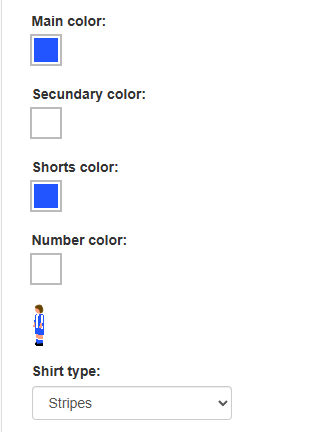 Main color:
Secundary color:
Shorts color:
Number color:
Shirt type:
Stripes